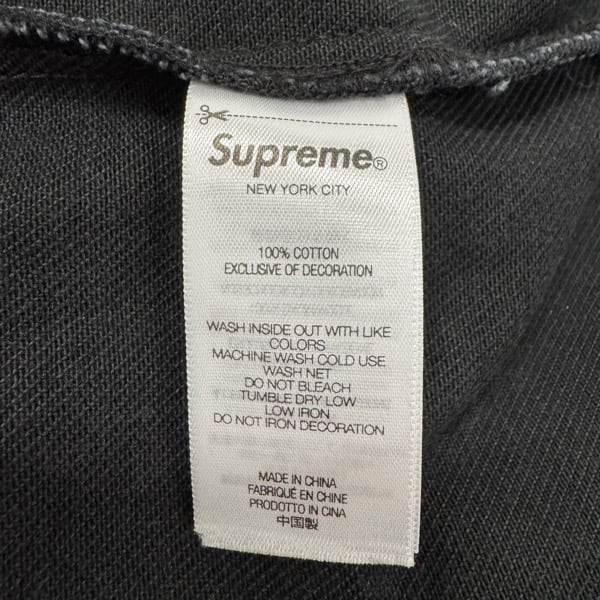 Supreme®
NEW YORK CITY
100% COTTON
EXCLUSIVE OF DECORATION
WASH INSIDE OUT WITH LIKE
COLORS
MACHINE WASH COLD USE
WASH NET
DO NOT BLEACH
TUMBLE DRY LOW
LOW IRON
DO NOT IRON DECORATION
MADE IN CHINA
FABRIQUÉ EN CHINE
PRODOTTO IN CINA
中国製